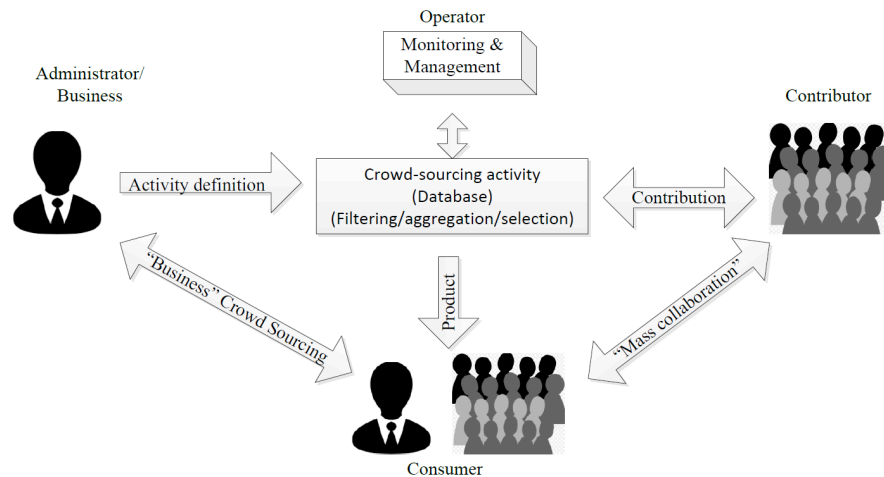 Operator
Monitoring &
Management
Administrator/
Business
Contributor
Activity definition
Crowd-sourcing activity
(Database)
(Filtering/aggregation/selection)
Contribution
"Business" Crowd Sourcing
Product
"Mass collaboration"
Consumer